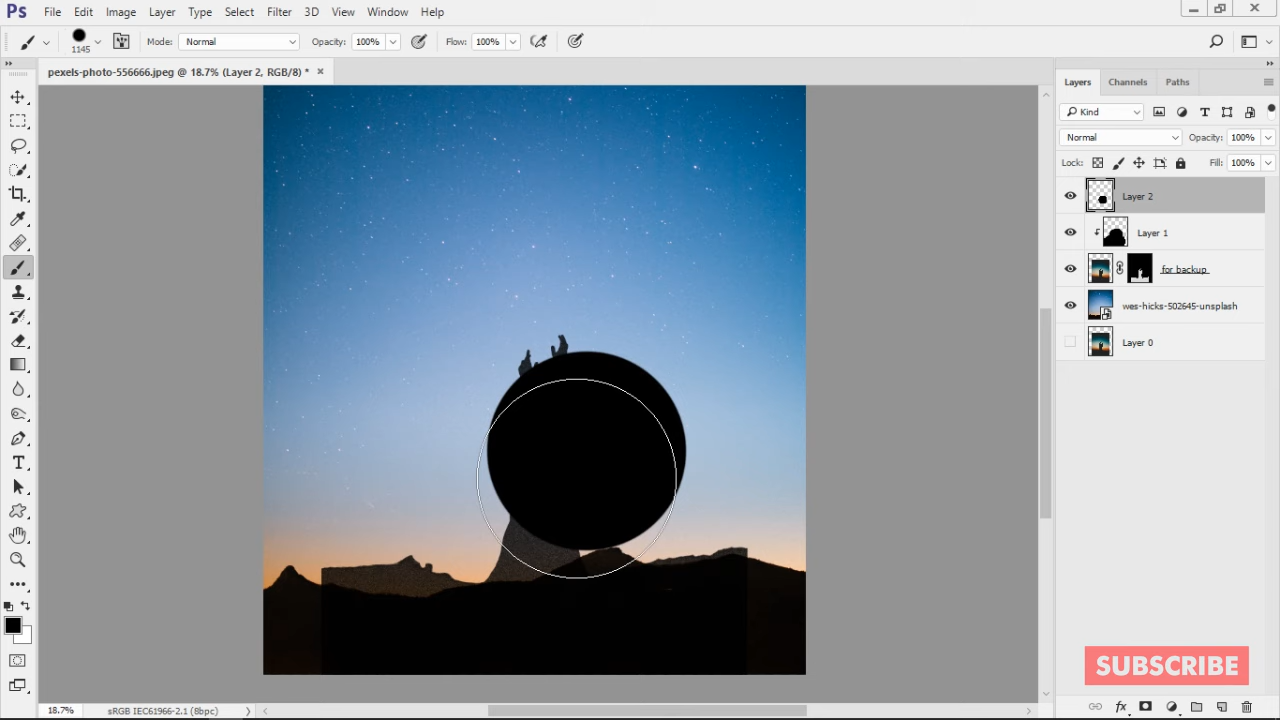 Ps File Edit Image Layer Type Select Filter 3D View Window Help
1145 Mode: Normal Opacity: 100% Flow: 100%
pexels-photo-556666.jpeg @ 18.7% (Layer 2, RGB/8) * ×
Layers Channels Paths
Kind
Normal Opacity: 100%
Lock: Fill: 100%
Layer 2
Layer 1
for backup
wes-hicks-502645-unsplash
Layer 0
SUBSCRIBE
18.7% sRGB IEC61966-2.1 (8bpc)